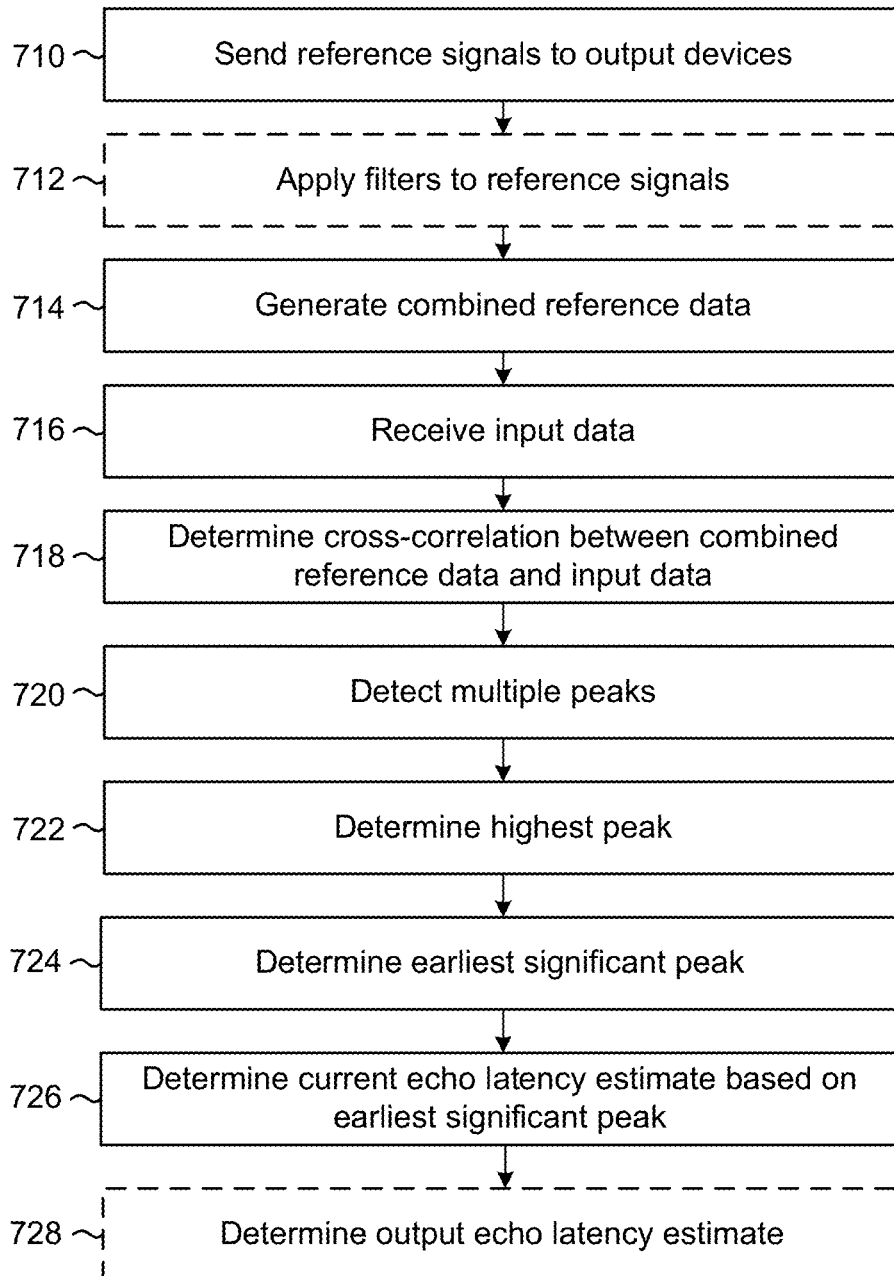 710
Send reference signals to output devices
712
Apply filters to reference signals
714
Generate combined reference data
716
Receive input data
718
Determine cross-correlation between combined
reference data and input data
720
Detect multiple peaks
722
Determine highest peak
724
Determine earliest significant peak
726
Determine current echo latency estimate based on
earliest significant peak
728
Determine output echo latency estimate